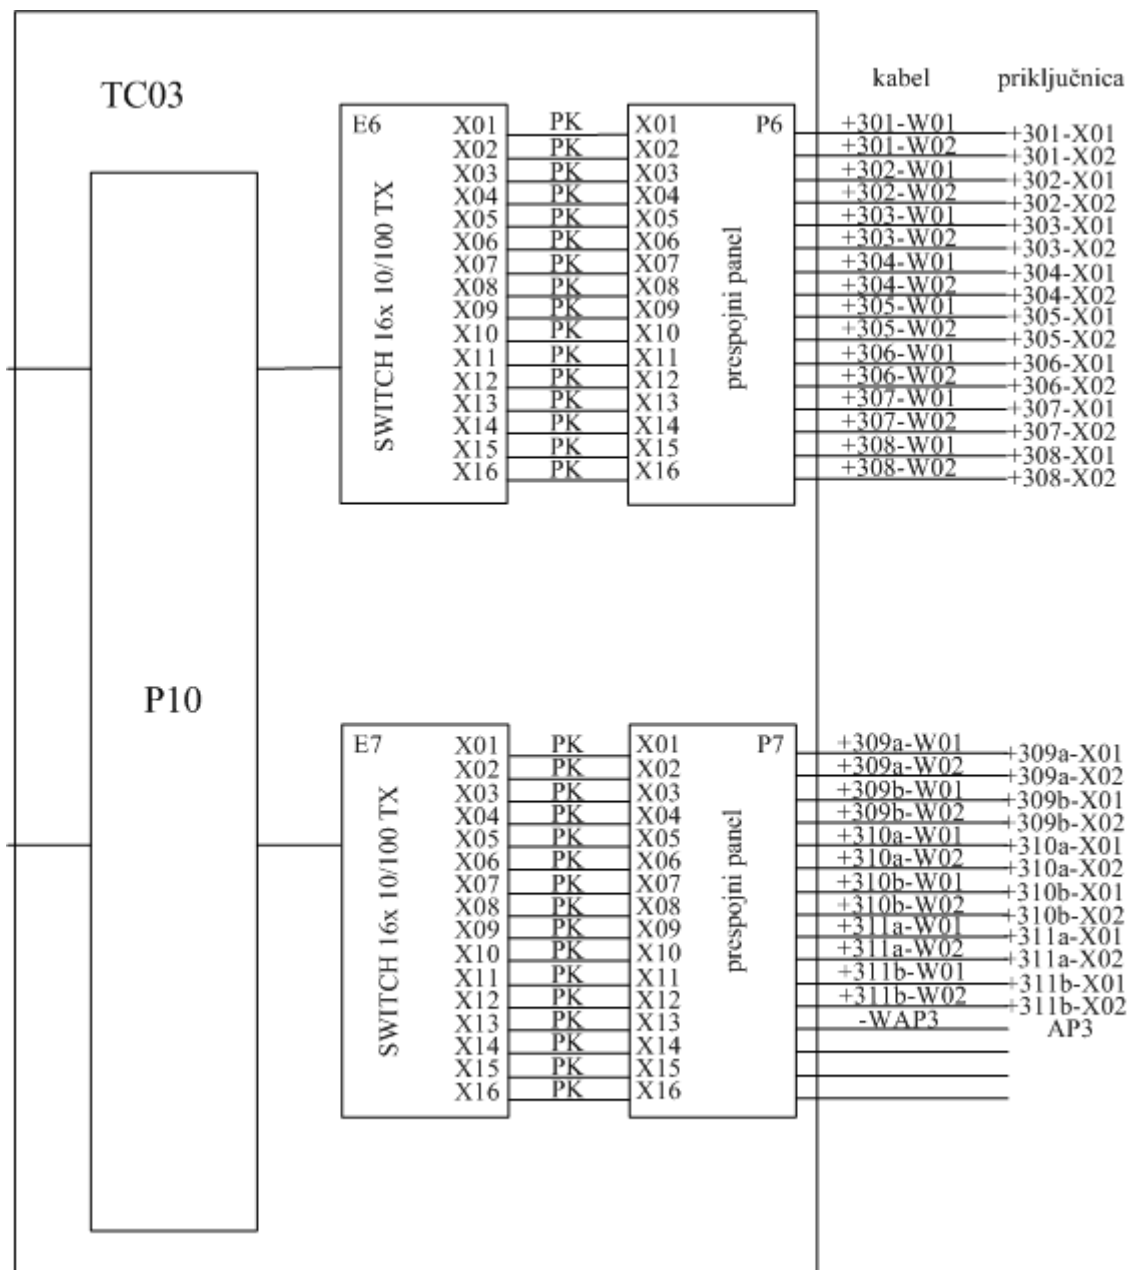 kabel priključnica
TC03
E6 X01 PK X01 P6 +301-W01 +301-X01
X02 PK X02 +301-W02 +301-X02
X03 PK X03 +302-W01 +302-X01
X04 PK X04 +302-W02 +302-X02
X05 PK X05 +303-W01 +303-X01
X06 PK X06 +303-W02 +303-X02
X07 PK X07 +304-W01 +304-X01
X08 PK X08 +304-W02 +304-X02
X09 PK X09 +305-W01 +305-X01
X10 PK X10 +305-W02 +305-X02
X11 PK X11 +306-W01 +306-X01
X12 PK X12 +306-W02 +306-X02
X13 PK X13 +307-W01 +307-X01
X14 PK X14 +307-W02 +307-X02
X15 PK X15 +308-W01 +308-X01
X16 PK X16 +308-W02 +308-X02
SWITCH 16x 10/100 TX
prespojni panel
P10
E7 X01 PK X01 P7 +309a-W01 +309a-X01
X02 PK X02 +309a-W02 +309a-X02
X03 PK X03 +309b-W01 +309b-X01
X04 PK X04 +309b-W02 +309b-X02
X05 PK X05 +310a-W01 +310a-X01
X06 PK X06 +310a-W02 +310a-X02
X07 PK X07 +310b-W01 +310b-X01
X08 PK X08 +310b-W02 +310b-X02
X09 PK X09 +311a-W01 +311a-X01
X10 PK X10 +311a-W02 +311a-X02
X11 PK X11 +311b-W01 +311b-X01
X12 PK X12 +311b-W02 +311b-X02
X13 PK X13 -WAP3 AP3
X14 PK X14
X15 PK X15
X16 PK X16
SWITCH 16x 10/100 TX
prespojni panel